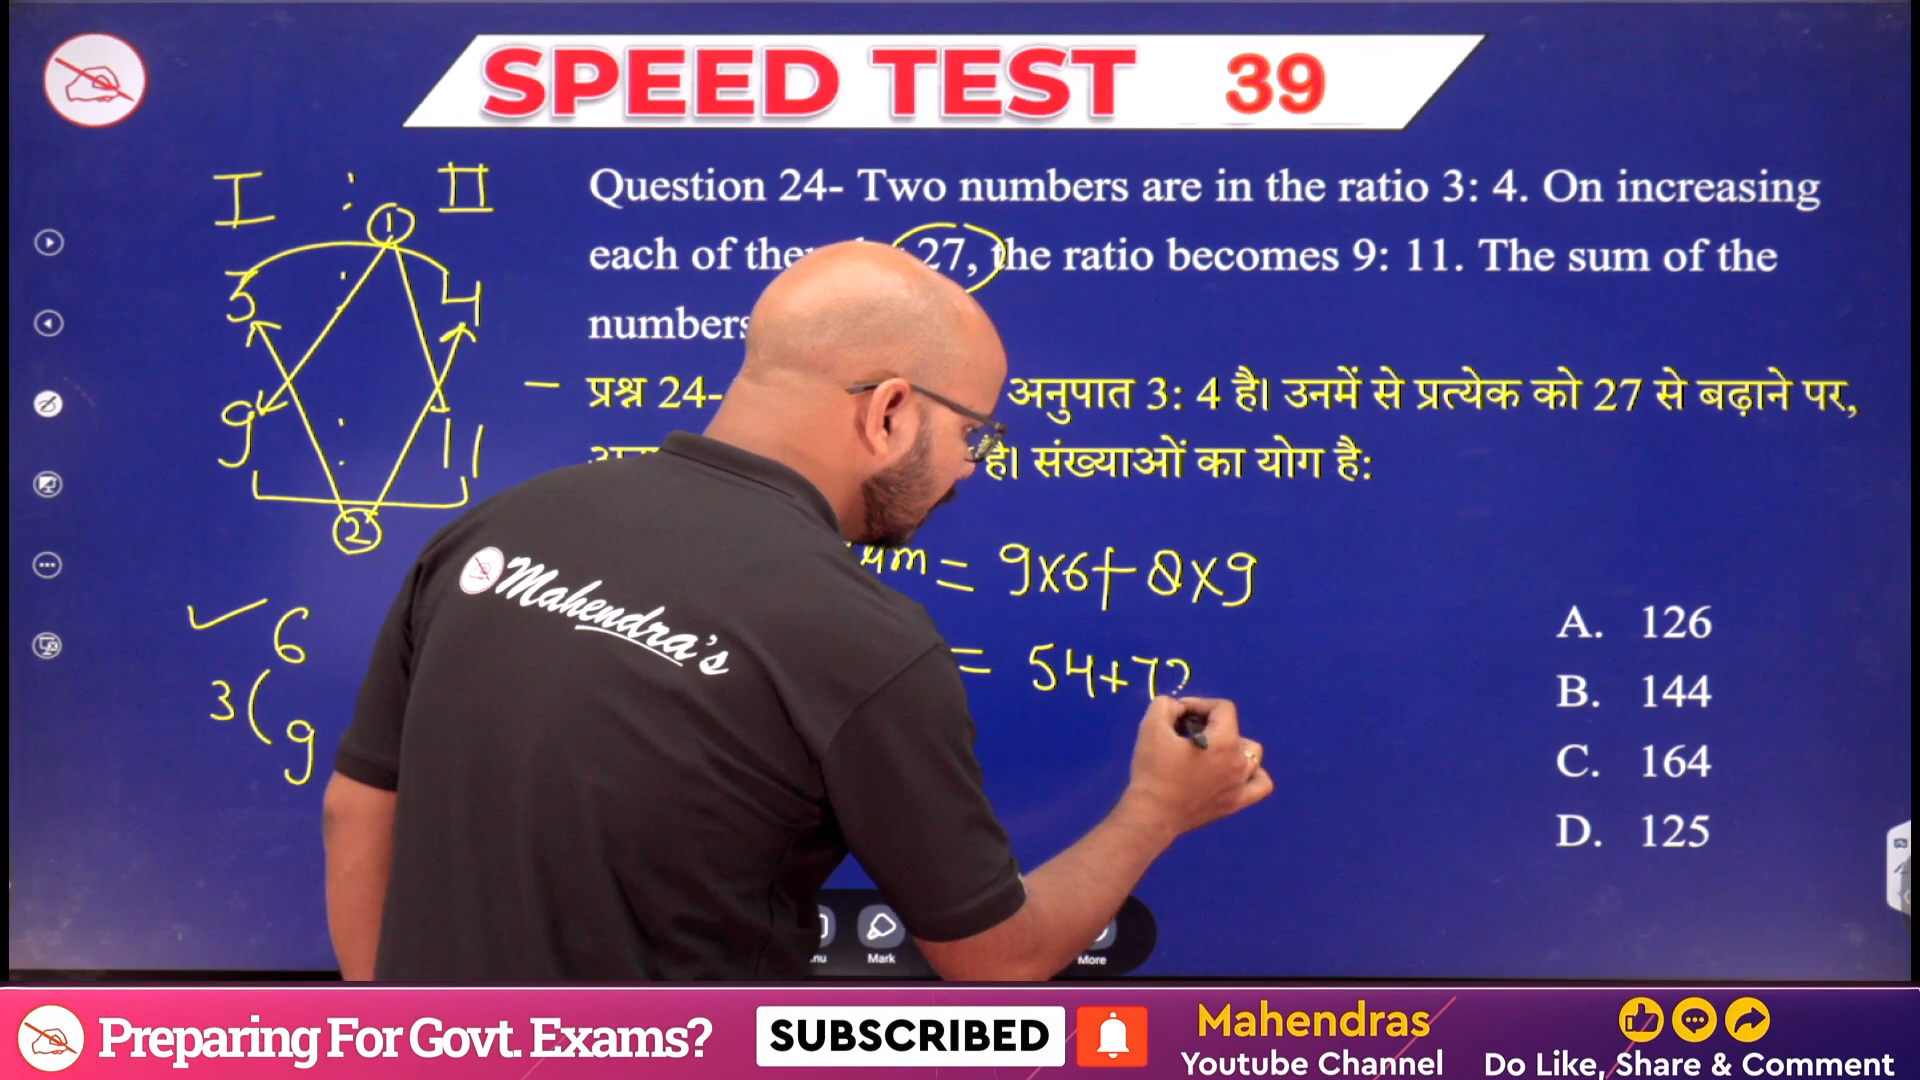 SPEED TEST 39
I : II
1
3 : 4
9 : 11
2
6
3 ( 9
Question 24- Two numbers are in the ratio 3: 4. On increasing
each of 27, the ratio becomes 9: 11. The sum of the
numbers
प्रश्न 24- अनुपात 3: 4 है। उनमें से प्रत्येक को 27 से बढ़ाने पर,
है। संख्याओं का योग है:
= 9x6+8x9
= 54+72
A. 126
B. 144
C. 164
D. 125
Mahendra's
Mark
More
Preparing For Govt. Exams?
SUBSCRIBED
Mahendras
Youtube Channel
Do Like, Share & Comment